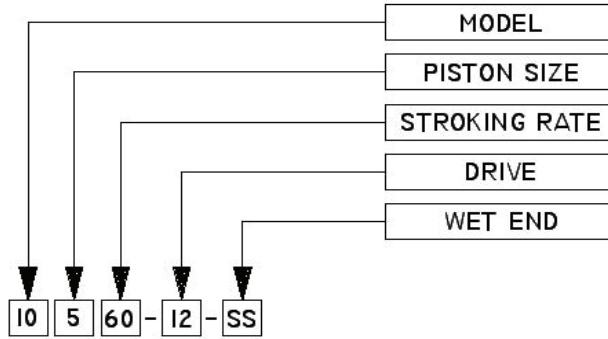 MODEL
PISTON SIZE
STROKING RATE
DRIVE
WET END
10 5 60 - 12 - SS